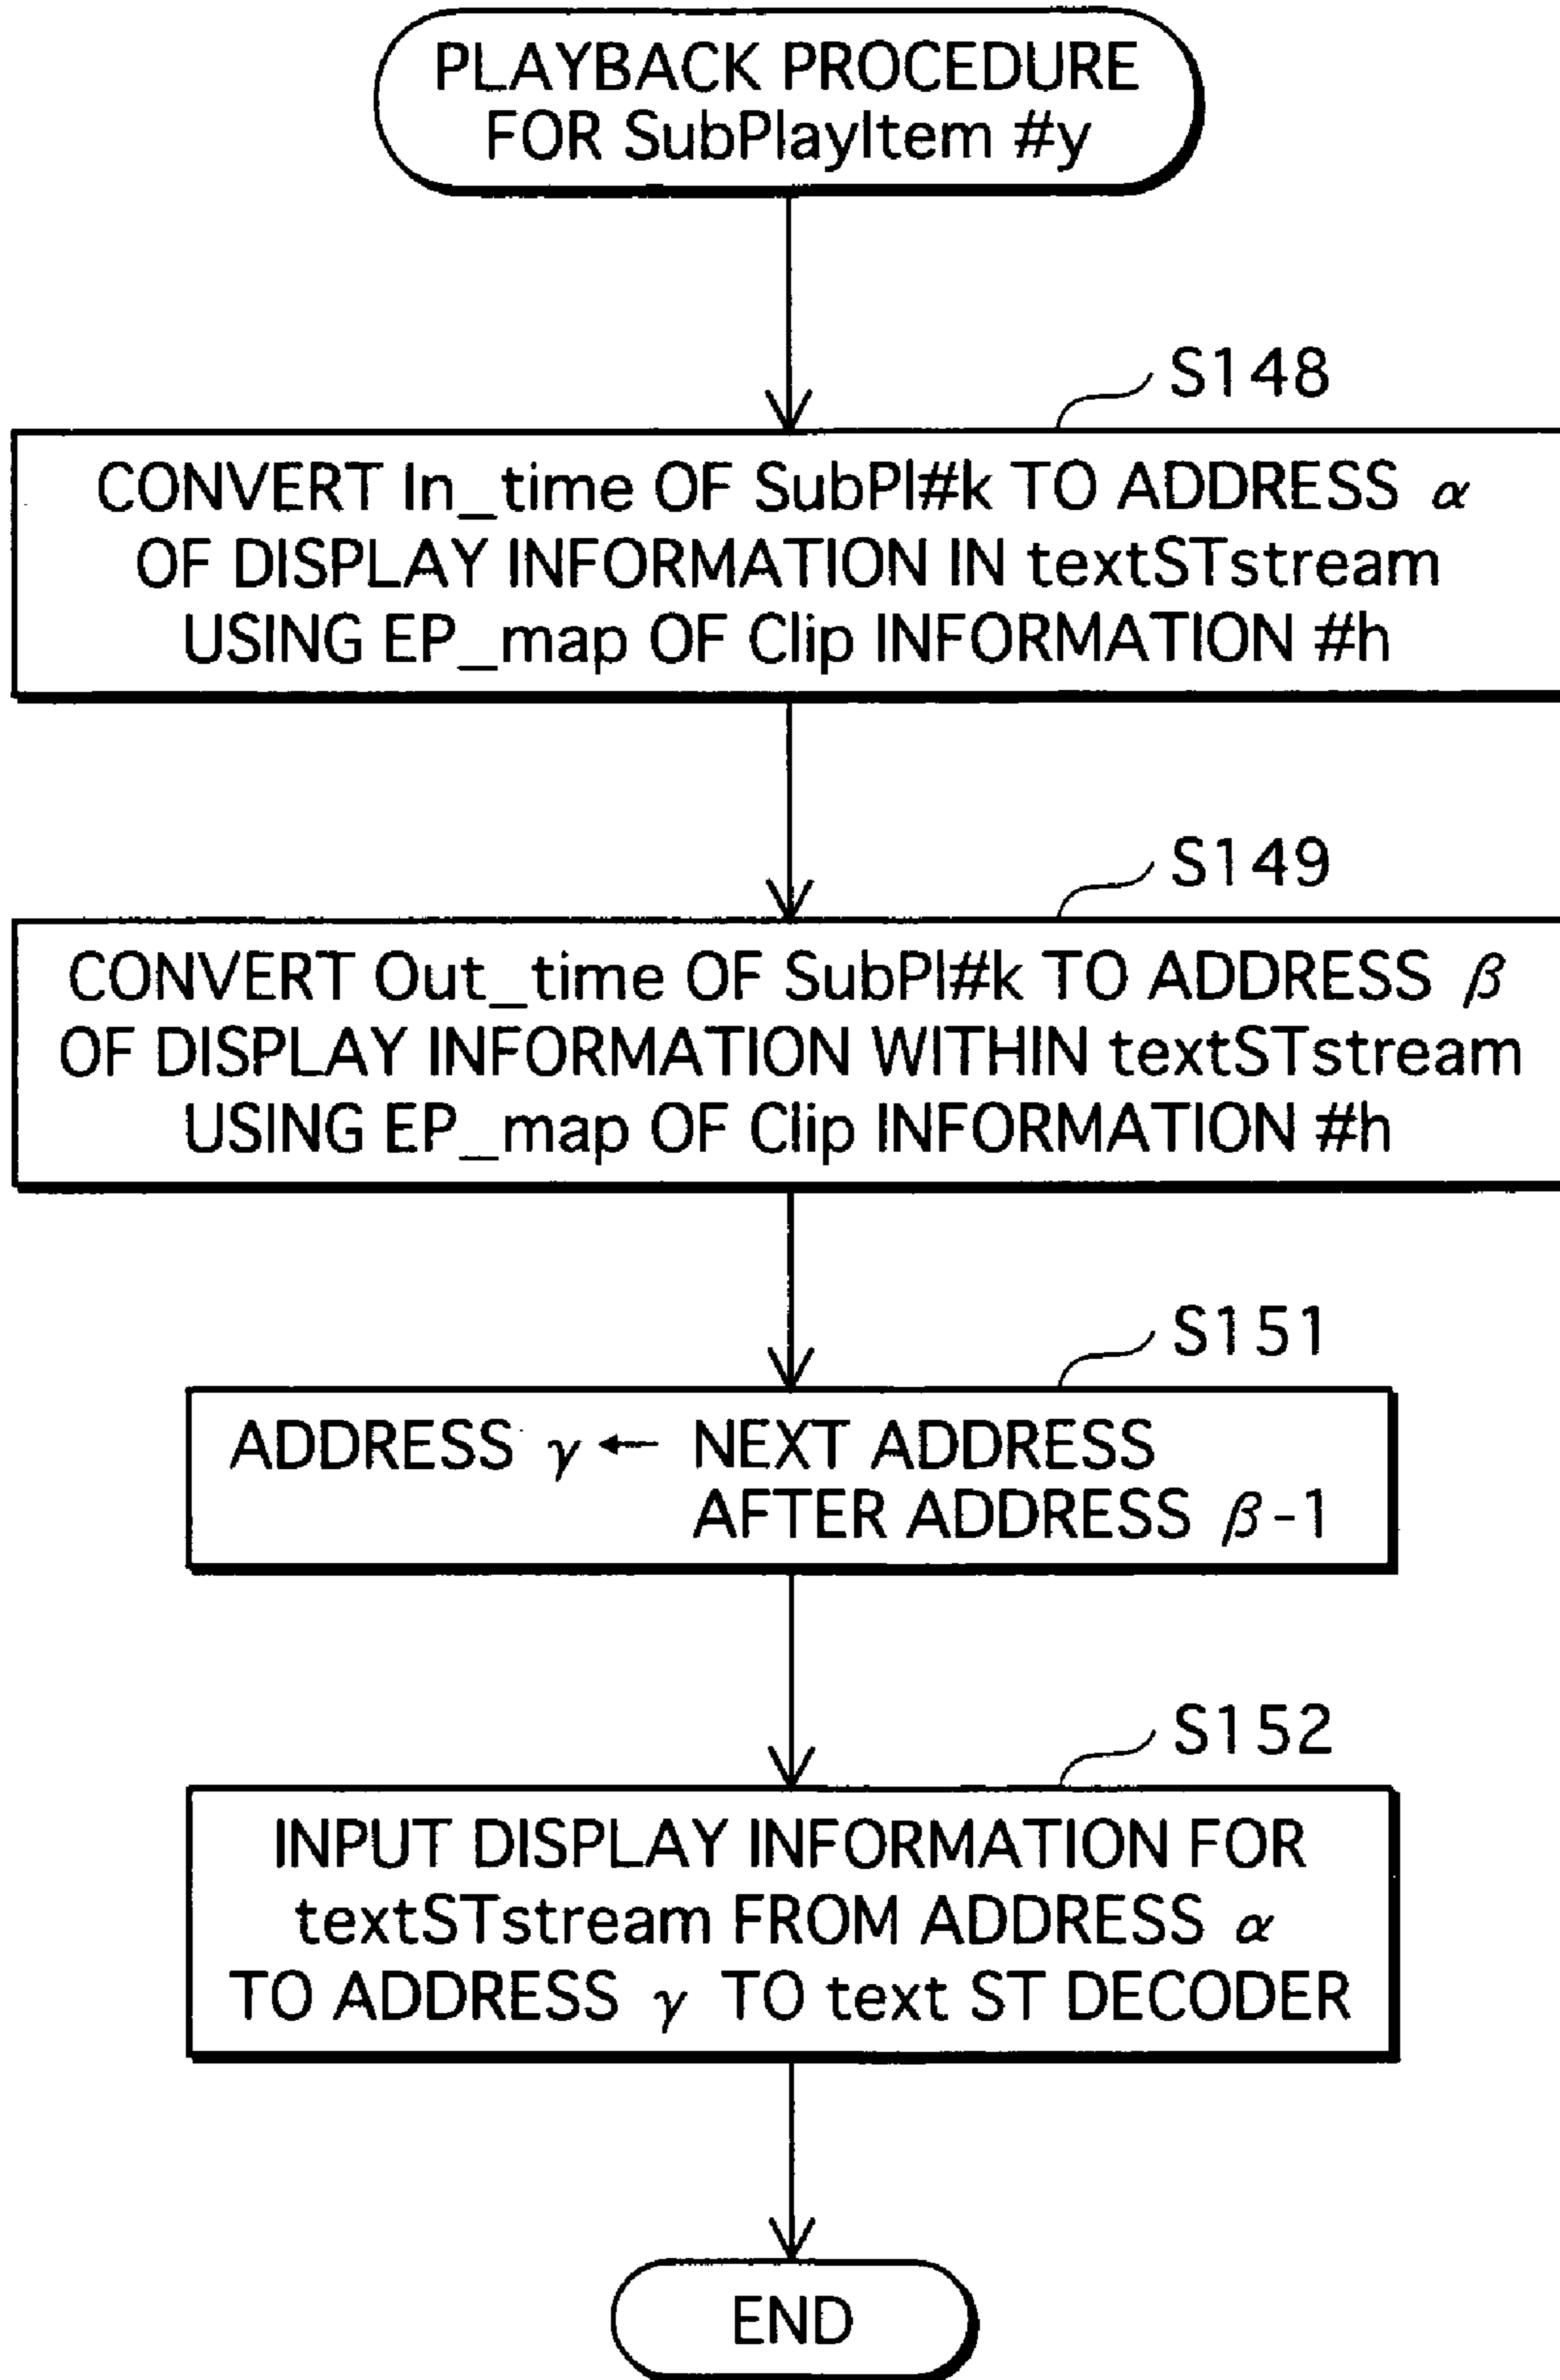 PLAYBACK PROCEDURE
FOR SubPlayItem #y
S148
CONVERT In_time OF SubPl#k TO ADDRESS α
OF DISPLAY INFORMATION IN textSTstream
USING EP_map OF Clip INFORMATION #h
S149
CONVERT Out_time OF SubPl#k TO ADDRESS β
OF DISPLAY INFORMATION WITHIN textSTstream
USING EP_map OF Clip INFORMATION #h
S151
ADDRESS γ ← NEXT ADDRESS
AFTER ADDRESS β-1
S152
INPUT DISPLAY INFORMATION FOR
textSTstream FROM ADDRESS α
TO ADDRESS γ TO text ST DECODER
END